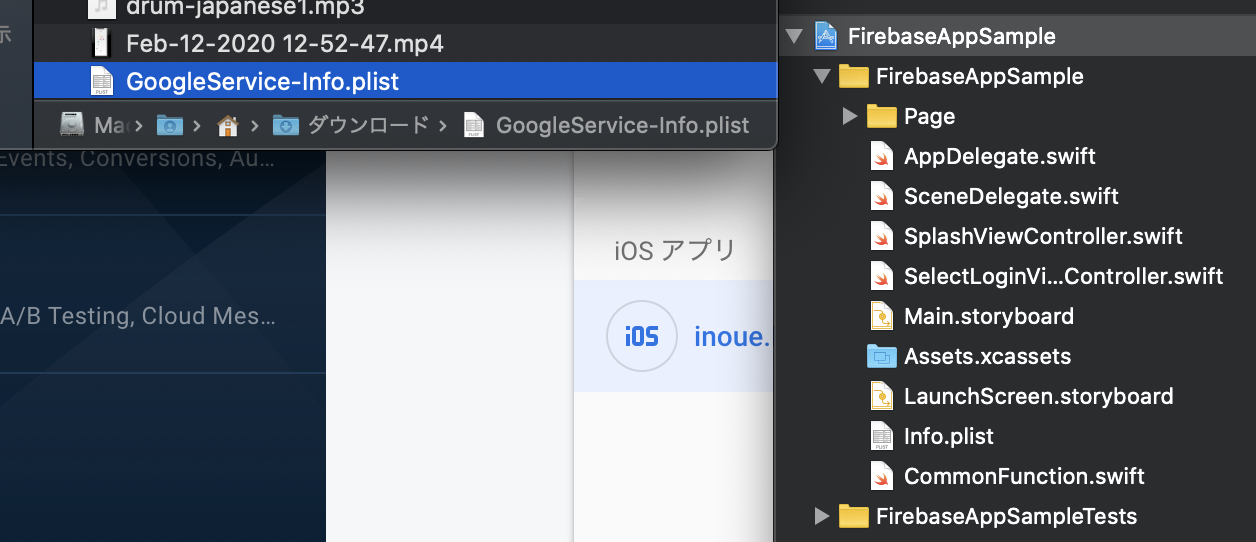 drum-japanese1.mp3
示
Feb-12-2020 12-52-47.mp4
GoogleService-Info.plist
Mac › › › ダウンロード › GoogleService-Info.plist
Events, Conversions, Au...
iOS アプリ
A/B Testing, Cloud Mes...
iOS inoue.
FirebaseAppSample
FirebaseAppSample
Page
AppDelegate.swift
SceneDelegate.swift
SplashViewController.swift
SelectLoginVi...Controller.swift
Main.storyboard
Assets.xcassets
LaunchScreen.storyboard
Info.plist
CommonFunction.swift
FirebaseAppSampleTests